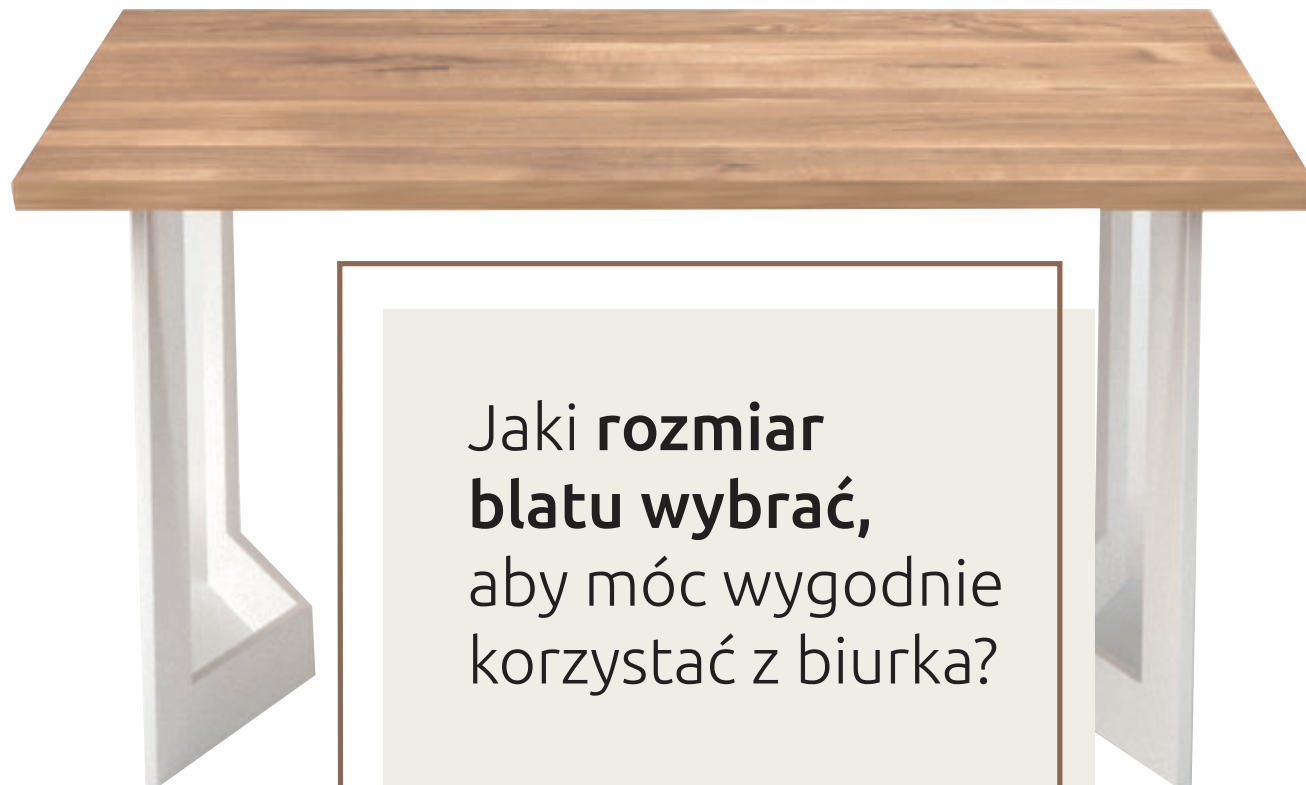 Jaki rozmiar
blatu wybrać,
aby móc wygodnie
korzystać z biurka?